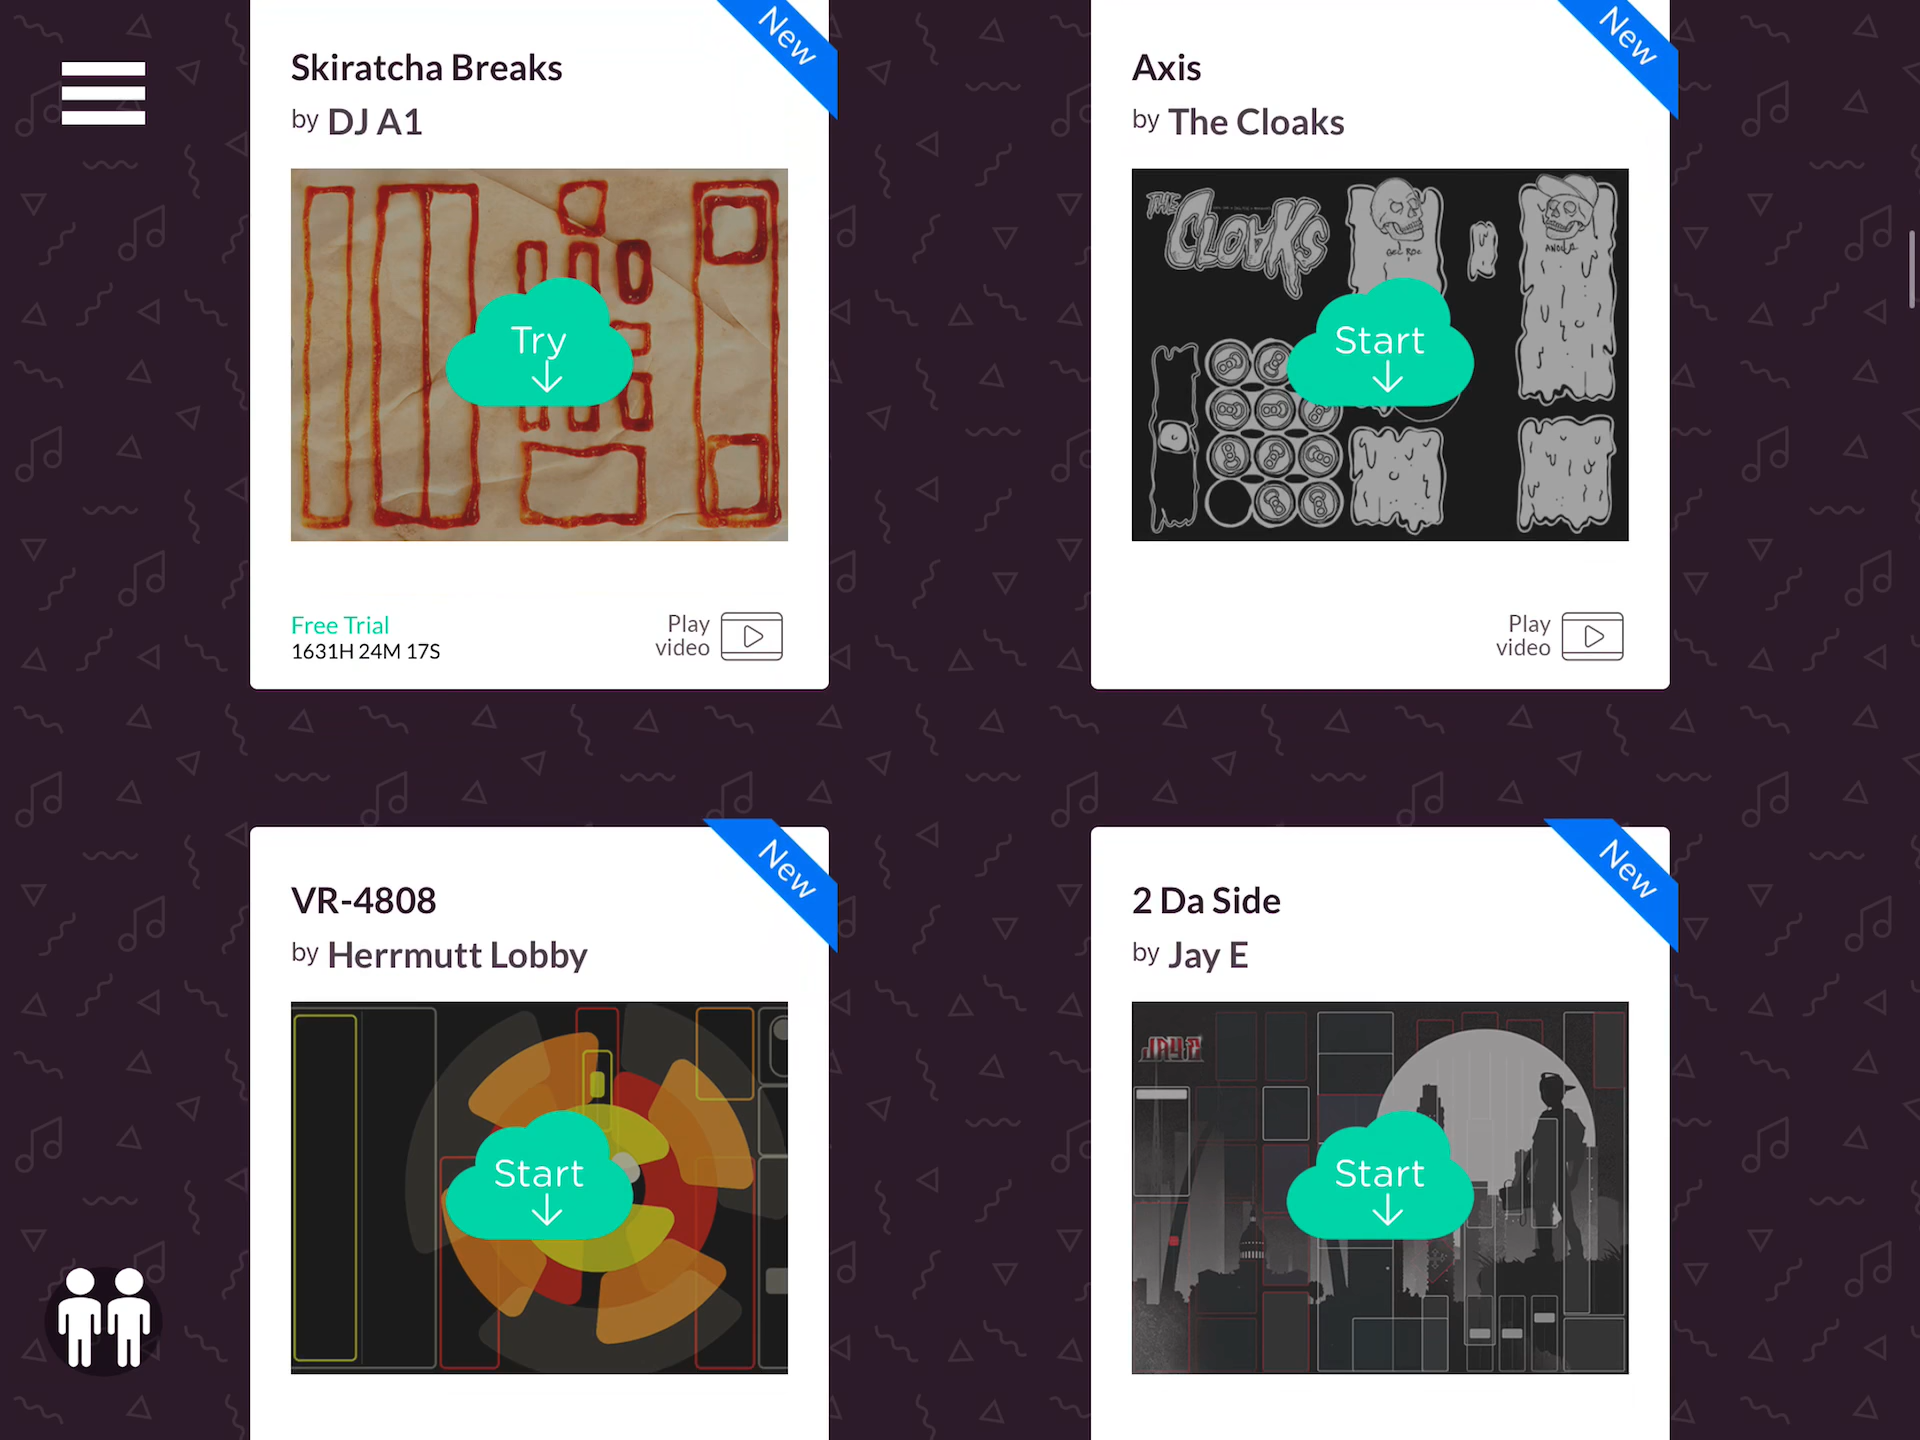 Skiratcha Breaks
by DJ A1
New
Try
Free Trial
1631H 24M 17S
Play
video
Axis
by The Cloaks
New
THE
CLOAKS
Start
Play
video
VR-4808
by Herrmutt Lobby
New
Start
2 Da Side
by Jay E
New
JAY E
Start